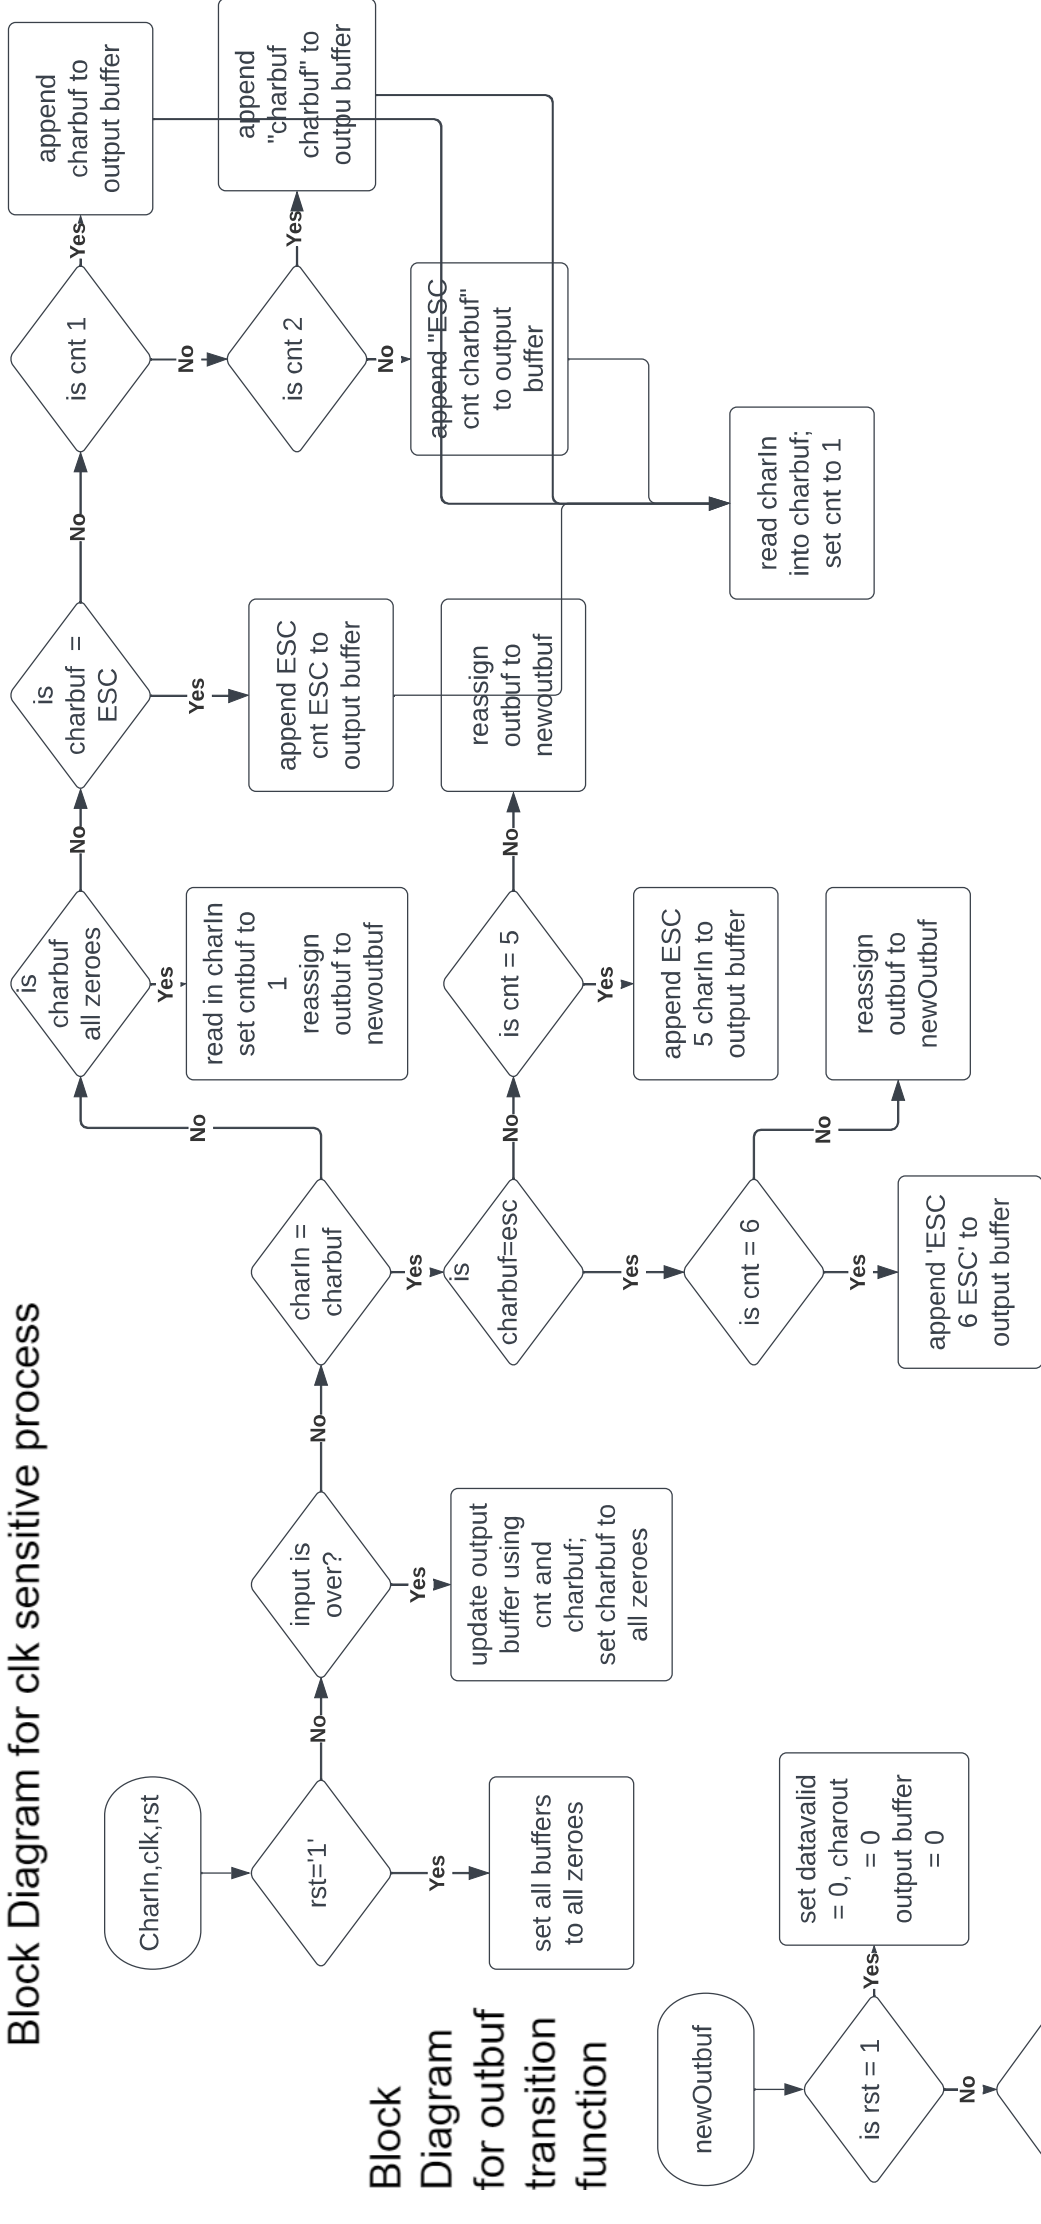 Block Diagram for clk sensitive process
CharIn,clk,rst
rst='1'
Yes
set all buffers
to all zeroes
No
input is
over?
Yes
update output
buffer using
cnt and
charbuf;
set charbuf to
all zeroes
No
charIn =
charbuf
No
Yes
is
charbuf=esc
Yes
is cnt = 6
Yes
append 'ESC
6 ESC' to
output buffer
No
reassign
outbuf to
newOutbuf
No
is cnt = 5
Yes
append ESC
5 charIn to
output buffer
No
reassign
outbuf to
newoutbuf
is
charbuf
all zeroes
Yes
read in charIn
set cntbuf to
1
reassign
outbuf to
newoutbuf
No
is
charbuf =
ESC
Yes
append ESC
cnt ESC to
output buffer
No
is cnt 1
Yes
append
charbuf to
output buffer
No
is cnt 2
Yes
append
"charbuf
charbuf" to
outpu buffer
No
append "ESC
cnt charbuf"
to output
buffer
read charIn
into charbuf;
set cnt to 1
Block
Diagram
for outbuf
transition
function
newOutbuf
is rst = 1
Yes
set datavalid
= 0, charout
= 0
output buffer
= 0
No